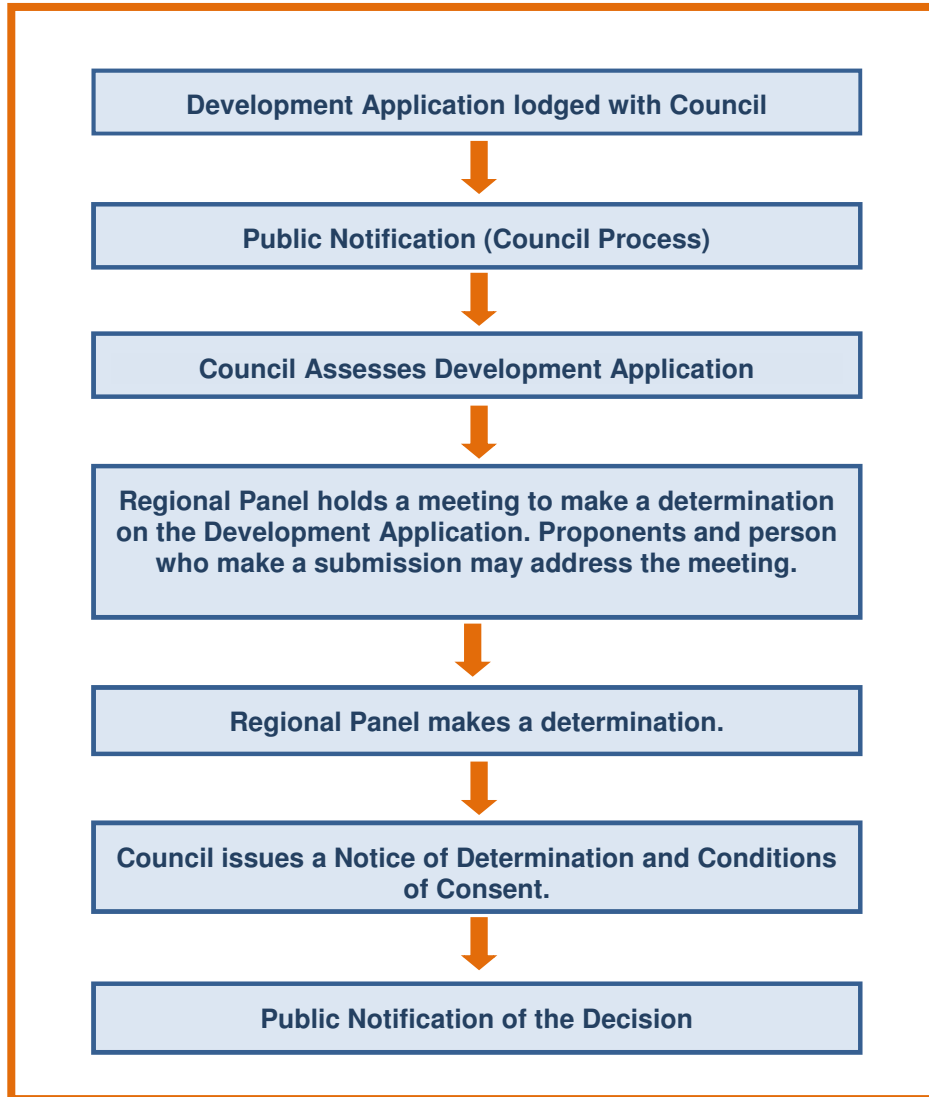 Development Application lodged with Council
Public Notification (Council Process)
Council Assesses Development Application
Regional Panel holds a meeting to make a determination
on the Development Application. Proponents and person
who make a submission may address the meeting.
Regional Panel makes a determination.
Council issues a Notice of Determination and Conditions
of Consent.
Public Notification of the Decision